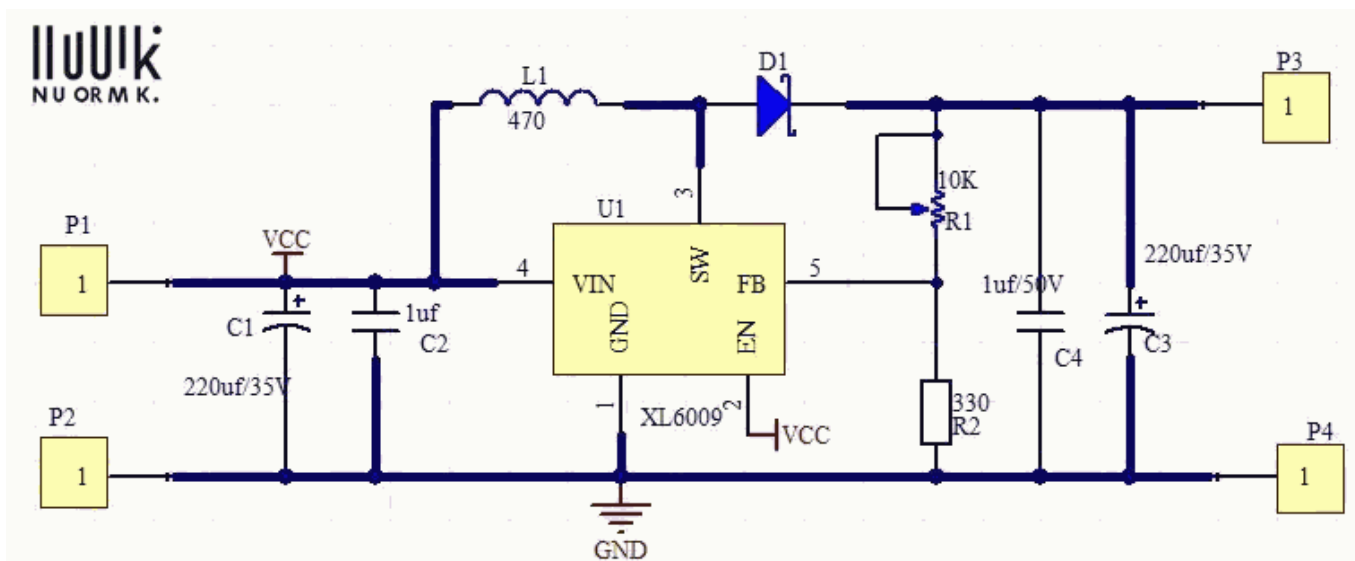 NUORMK.
L1
470
D1
P3
1
10K
R1
3
U1
P1
1
VCC
4
VIN
SW
FB
5
220uf/35V
1uf/50V
1uf
C1
C2
GND
EN
C4
C3
220uf/35V
1
XL6009
2
VCC
330
R2
P2
1
P4
1
GND